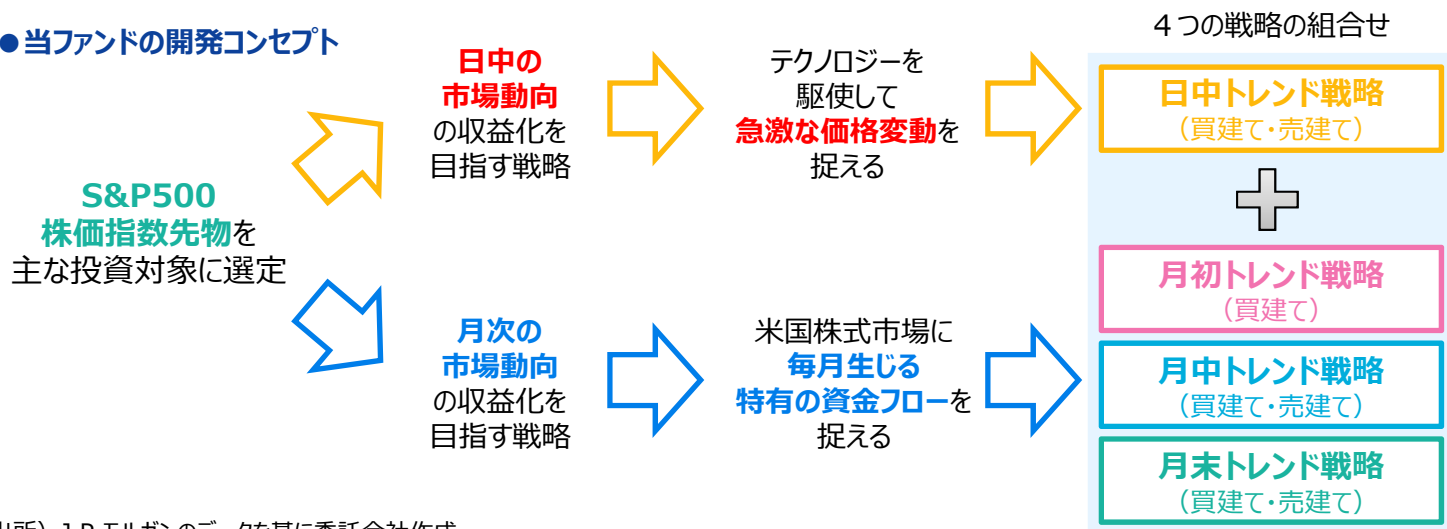 ●当ファンドの開発コンセプト
４つの戦略の組合せ
S&P500
株価指数先物を
主な投資対象に選定
日中の
市場動向
の収益化を
目指す戦略
テクノロジーを
駆使して
急激な価格変動を
捉える
日中トレンド戦略
（買建て・売建て）
月次の
市場動向
の収益化を
目指す戦略
米国株式市場に
毎月生じる
特有の資金フローを
捉える
月初トレンド戦略
（買建て）
月中トレンド戦略
（買建て・売建て）
月末トレンド戦略
（買建て・売建て）